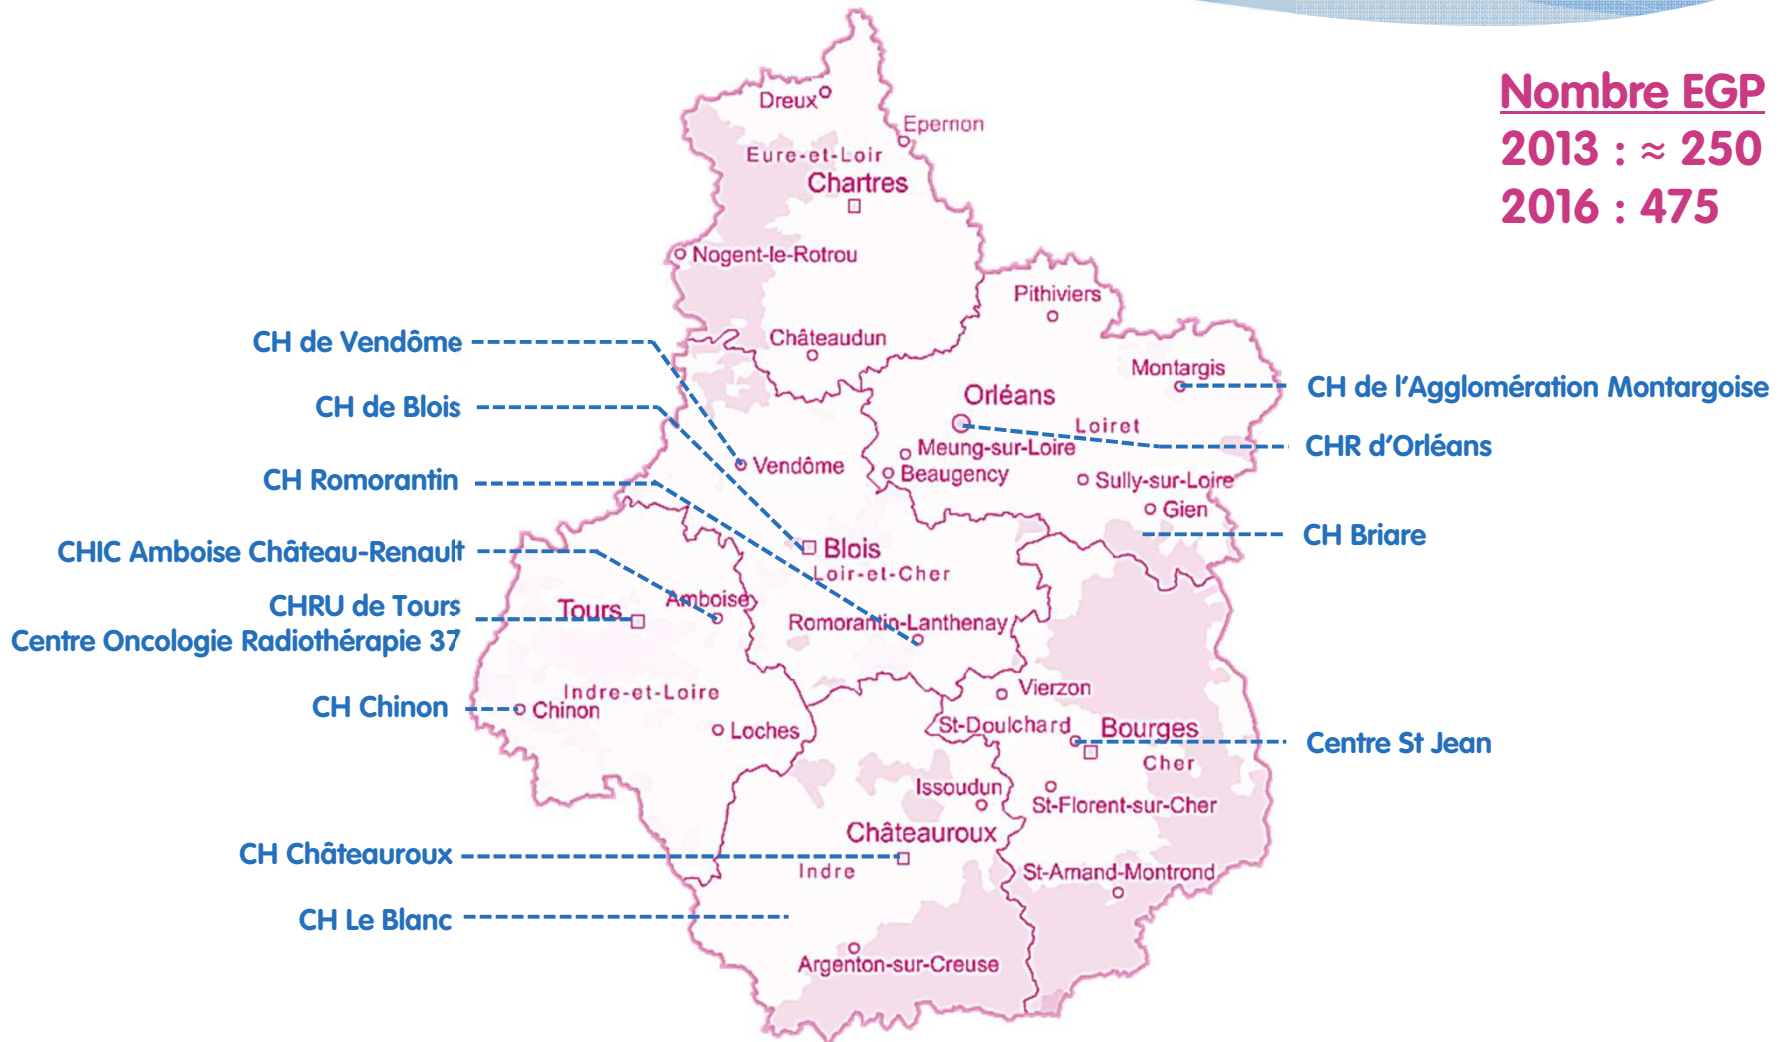 Nombre EGP
2013 : ≈ 250
2016 : 475
Dreux
Epernon
Eure-et-Loir
Chartres
Nogent-le-Rotrou
Pithiviers
Châteaudun
Montargis
Orléans
Loiret
Meung-sur-Loire
Beaugency
Sully-sur-Loire
Gien
Vendôme
Blois
Loir-et-Cher
Amboise
Tours
Romorantin-Lanthenay
Indre-et-Loire
Chinon
Loches
Vierzon
St-Doulchard
Bourges
Cher
Issoudun
St-Florent-sur-Cher
Châteauroux
Indre
St-Amand-Montrond
Argenton-sur-Creuse
CH de Vendôme
CH de Blois
CH Romorantin
CHIC Amboise Château-Renault
CHRU de Tours
Centre Oncologie Radiothérapie 37
CH Chinon
CH Châteauroux
CH Le Blanc
CH de l'Agglomération Montargoise
CHR d'Orléans
CH Briare
Centre St Jean